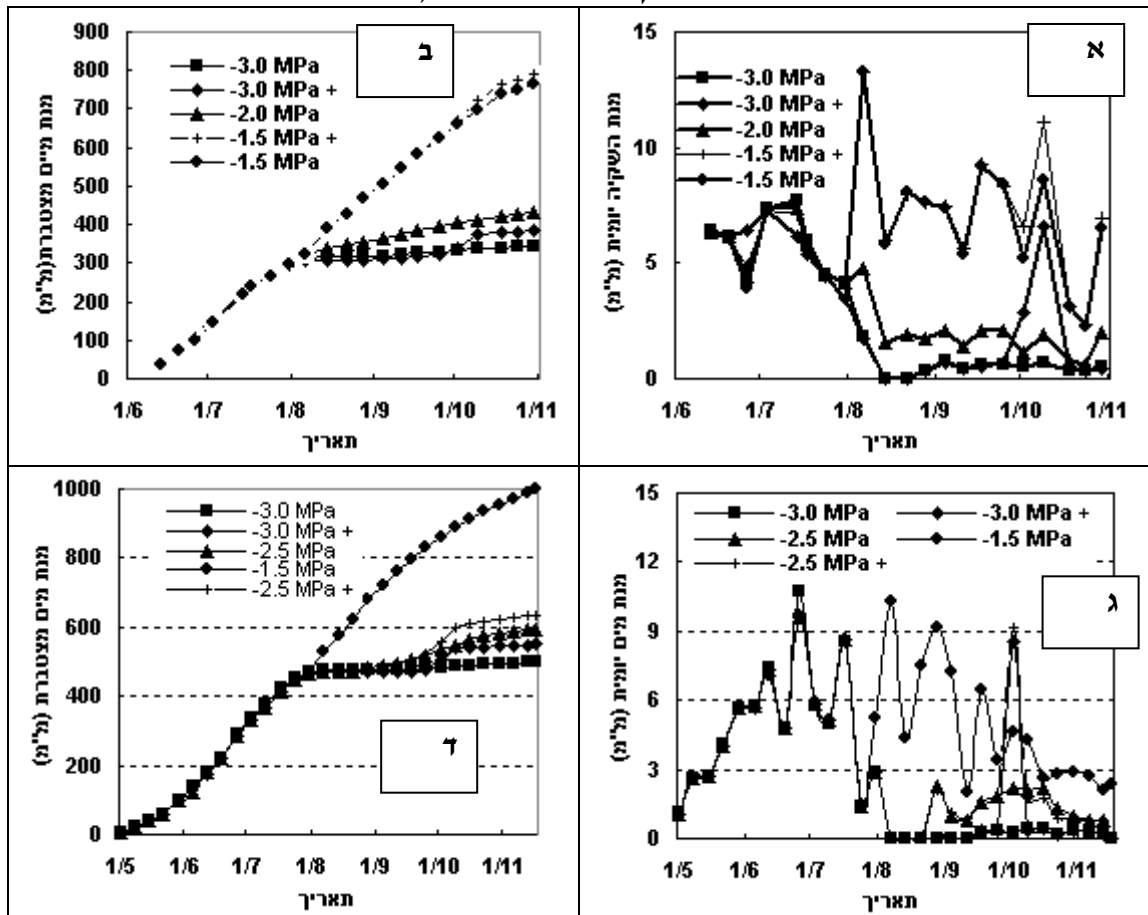 א
מנת השקיה יומית (מ"מ)
15
10
5
0
-3.0 MPa
-3.0 MPa +
-2.0 MPa
-1.5 MPa +
-1.5 MPa
1/6 1/7 1/8 1/9 1/10 1/11
תאריך
ב
מנת מיים מצטברת(מ"מ)
900
800
700
600
500
400
300
200
100
0
-3.0 MPa
-3.0 MPa +
-2.0 MPa
-1.5 MPa +
-1.5 MPa
1/6 1/7 1/8 1/9 1/10 1/11
תאריך
ג
מנת מים יומית (מ"מ)
15
12
9
6
3
0
-3.0 MPa -3.0 MPa +
-2.5 MPa -1.5 MPa
-2.5 MPa +
1/5 1/6 1/7 1/8 1/9 1/10 1/11
תאריך
ד
מנת מים מצטברת (מ"מ)
1000
800
600
400
200
0
-3.0 MPa
-3.0 MPa +
-2.5 MPa
-1.5 MPa
-2.5 MPa +
1/5 1/6 1/7 1/8 1/9 1/10 1/11
תאריך